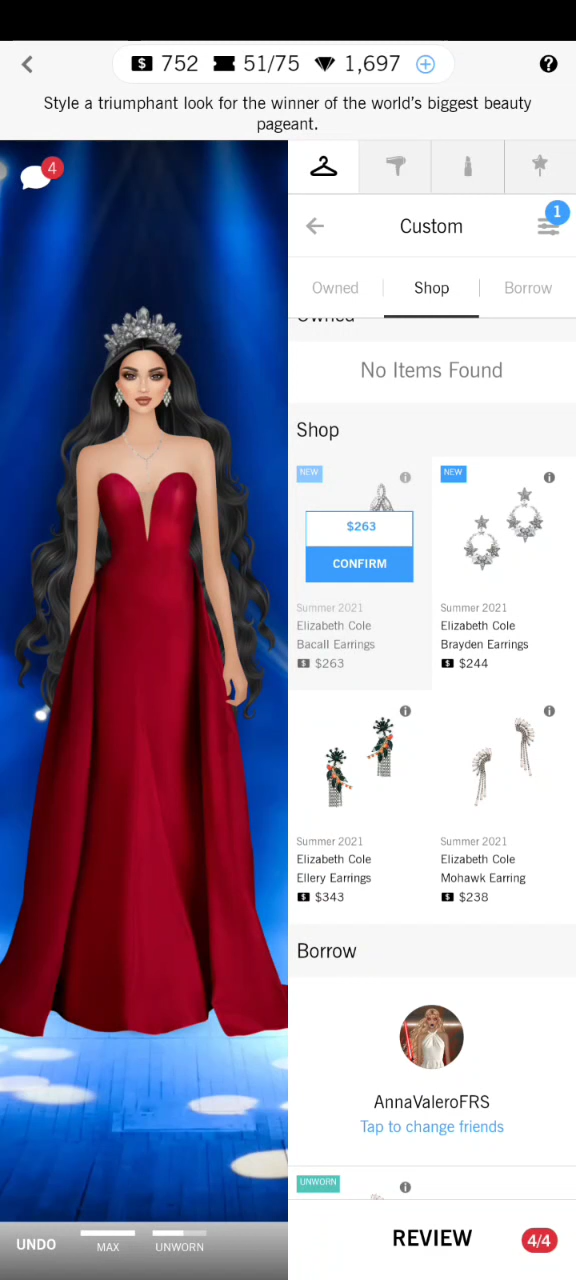 752 51/75 1,697
Style a triumphant look for the winner of the world's biggest beauty
pageant.
4
1
Custom
Owned Shop Borrow
Owned
No Items Found
Shop
NEW
$263
CONFIRM
Summer 2021
Elizabeth Cole
Bacall Earrings
$263
NEW
Summer 2021
Elizabeth Cole
Brayden Earrings
$244
Summer 2021
Elizabeth Cole
Ellery Earrings
$343
Summer 2021
Elizabeth Cole
Mohawk Earring
$238
Borrow
AnnaValeroFRS
Tap to change friends
UNWORN
UNDO
MAX
UNWORN
REVIEW
4/4